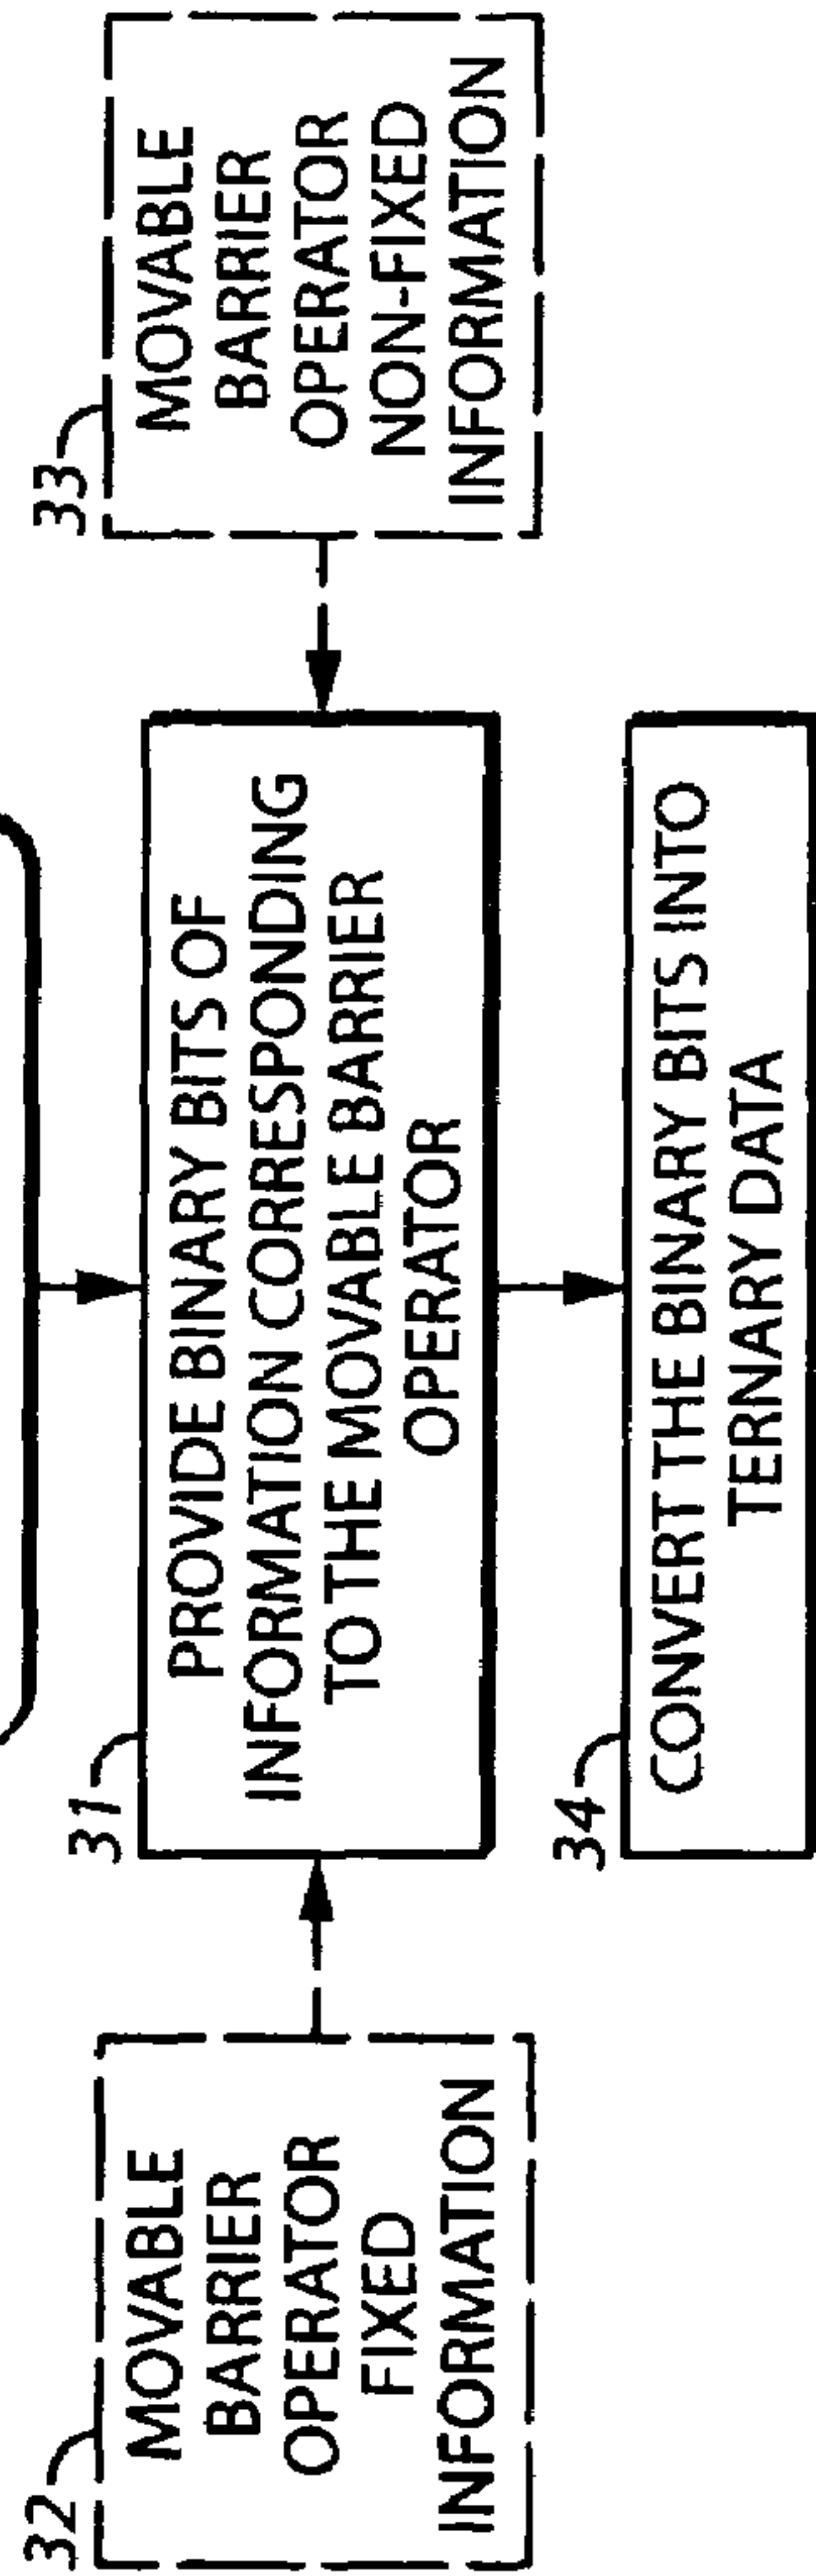 32
MOVABLE
BARRIER
OPERATOR
FIXED
INFORMATION
31
PROVIDE BINARY BITS OF
INFORMATION CORRESPONDING
TO THE MOVABLE BARRIER
OPERATOR
33
MOVABLE
BARRIER
OPERATOR
NON-FIXED
INFORMATION
34
CONVERT THE BINARY BITS INTO
TERNARY DATA